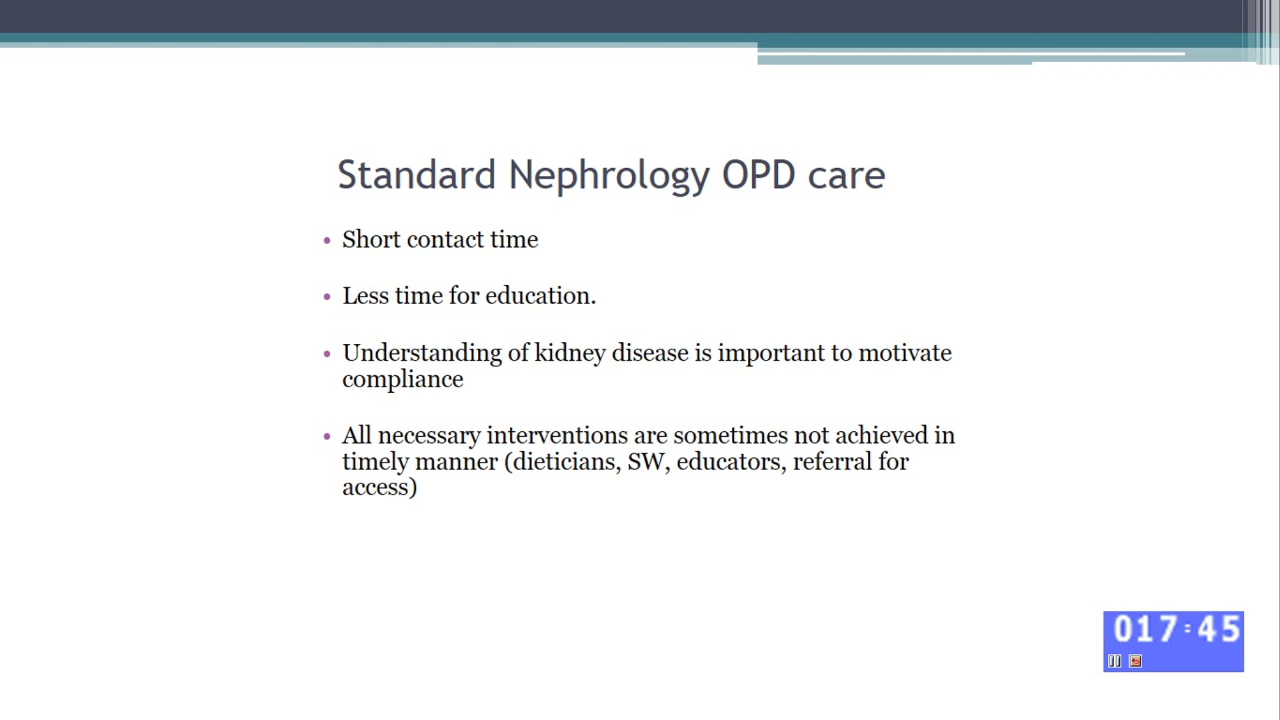 Standard Nephrology OPD care
• Short contact time
• Less time for education.
• Understanding of kidney disease is important to motivate
compliance
• All necessary interventions are sometimes not achieved in
timely manner (dieticians, SW, educators, referral for
access)
017:45